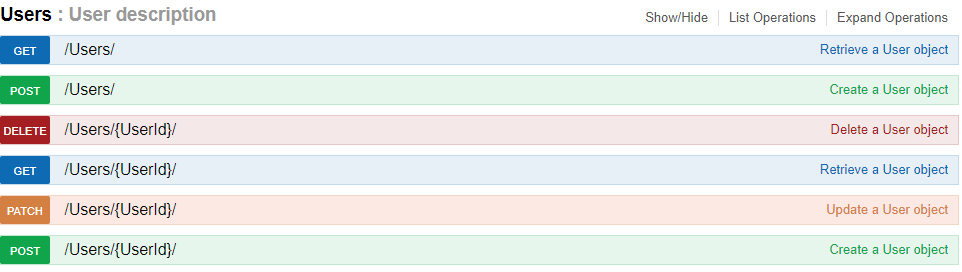 Users : User description Show/Hide List Operations Expand Operations
GET /Users/ Retrieve a User object
POST /Users/ Create a User object
DELETE /Users/{UserId}/ Delete a User object
GET /Users/{UserId}/ Retrieve a User object
PATCH /Users/{UserId}/ Update a User object
POST /Users/{UserId}/ Create a User object